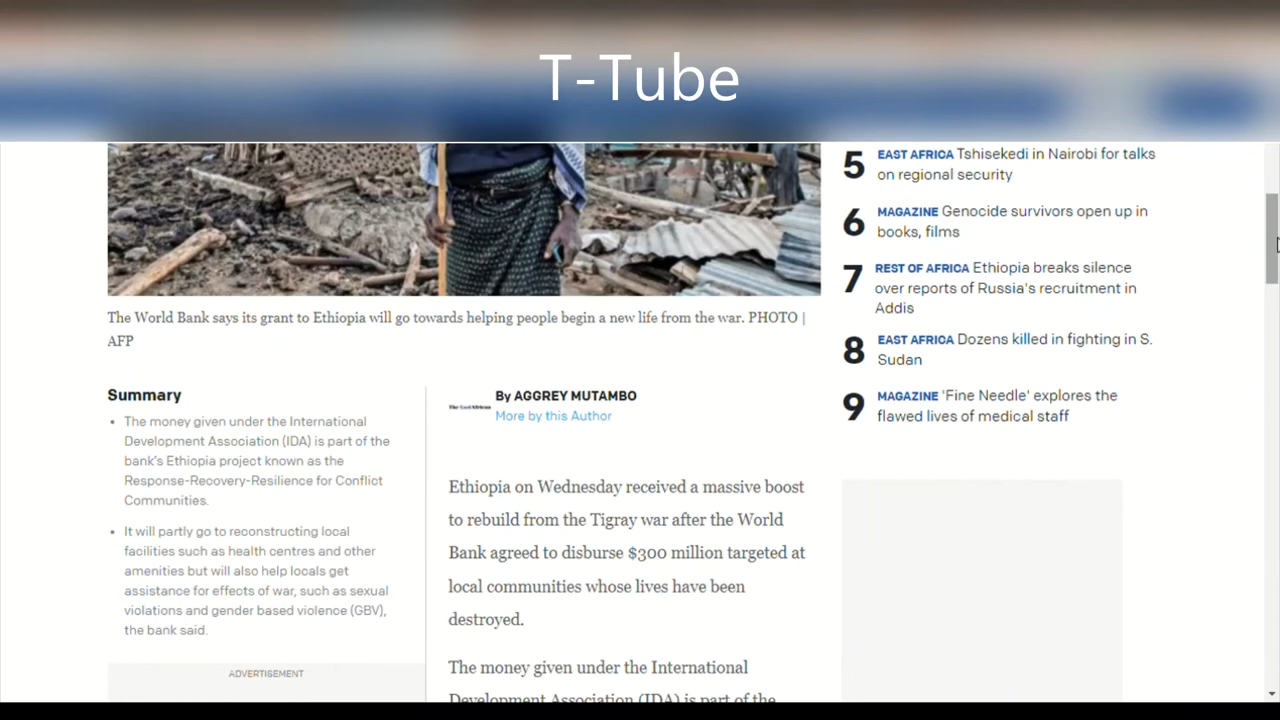 T-Tube
The World Bank says its grant to Ethiopia will go towards helping people begin a new life from the war. PHOTO |
AFP
Summary
• The money given under the International
Development Association (IDA) is part of the
bank's Ethiopia project known as the
Response-Recovery-Resilience for Conflict
Communities.
• It will partly go to reconstructing local
facilities such as health centres and other
amenities but will also help locals get
assistance for effects of war, such as sexual
violations and gender based violence (GBV),
the bank said.
ADVERTISEMENT
The EastAfrican
By AGGREY MUTAMBO
More by this Author
Ethiopia on Wednesday received a massive boost
to rebuild from the Tigray war after the World
Bank agreed to disburse $300 million targeted at
local communities whose lives have been
destroyed.
The money given under the International
Development Association (IDA) is part of the
5 EAST AFRICA Tshisekedi in Nairobi for talks
on regional security
6 MAGAZINE Genocide survivors open up in
books, films
7 REST OF AFRICA Ethiopia breaks silence
over reports of Russia's recruitment in
Addis
8 EAST AFRICA Dozens killed in fighting in S.
Sudan
9 MAGAZINE 'Fine Needle' explores the
flawed lives of medical staff